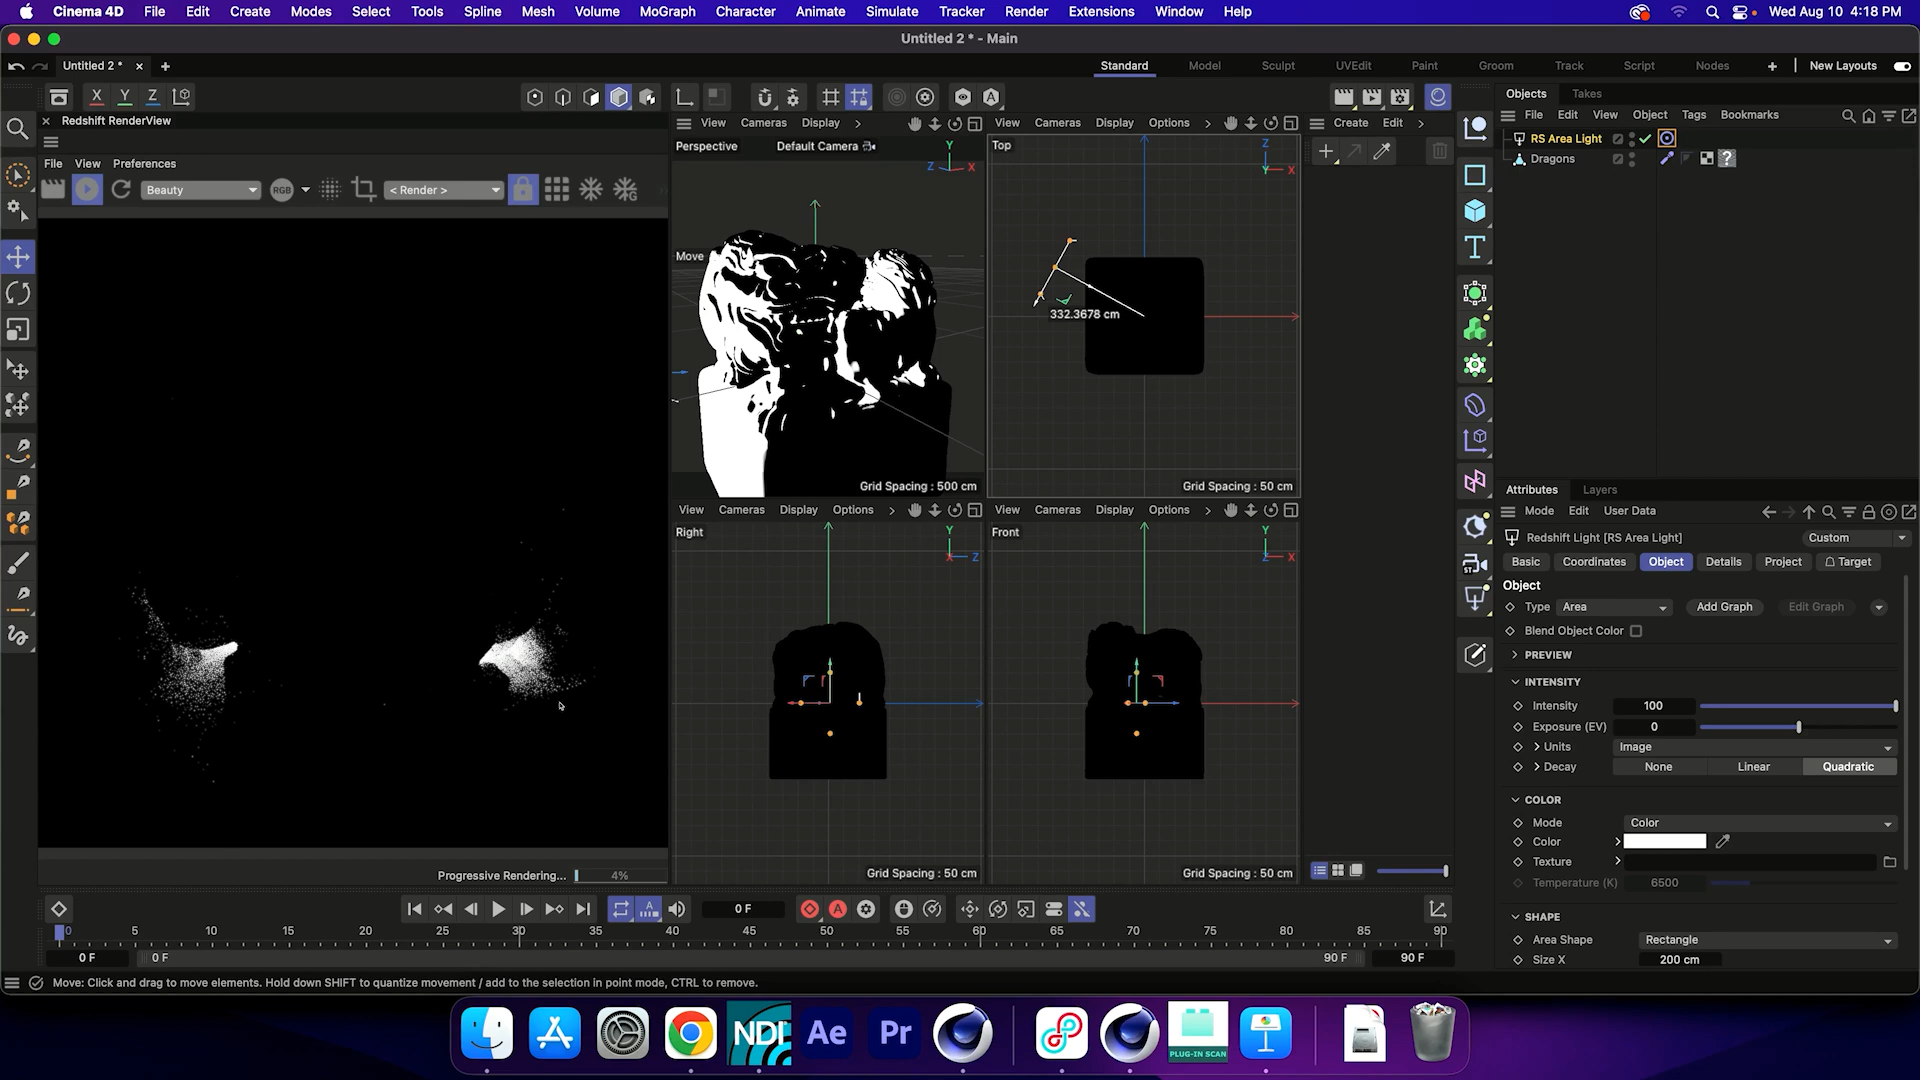 Cinema 4D File Edit Create Modes Select Tools Spline Mesh Volume MoGraph Character Animate Simulate Tracker Render Extensions Window Help Wed Aug 10 4:18 PM
Untitled 2 * - Main
Untitled 2 * Standard Model Sculpt UVEdit Paint Groom Track Script Nodes New Layouts
X Y Z
Redshift RenderView
File View Preferences
Beauty RGB < Render >
View Cameras Display
Perspective Default Camera
Y
Z X
Move
Grid Spacing : 500 cm
View Cameras Display Options
Top
Z
Y X
332.3678 cm
Grid Spacing : 50 cm
View Cameras Display Options
Right
Y
X Z
Grid Spacing : 50 cm
View Cameras Display Options
Front
Y
Z X
Grid Spacing : 50 cm
Create Edit
Progressive Rendering... 4%
Objects Takes
File Edit View Object Tags Bookmarks
RS Area Light
Dragons
ST
Attributes Layers
Mode Edit User Data
Redshift Light [RS Area Light] Custom
Basic Coordinates Object Details Project Target
Object
Type Area Add Graph Edit Graph
Blend Object Color
PREVIEW
INTENSITY
Intensity 100
Exposure (EV) 0
Units Image
Decay None Linear Quadratic
COLOR
Mode Color
Color
Texture
Temperature (K) 6500
SHAPE
Area Shape Rectangle
Size X 200 cm
0 F
0 5 10 15 20 25 30 35 40 45 50 55 60 65 70 75 80 85 90
0 F 0 F 90 F 90 F
Move: Click and drag to move elements. Hold down SHIFT to quantize movement / add to the selection in point mode, CTRL to remove.
NDI Ae Pr
PLUG-IN SCAN